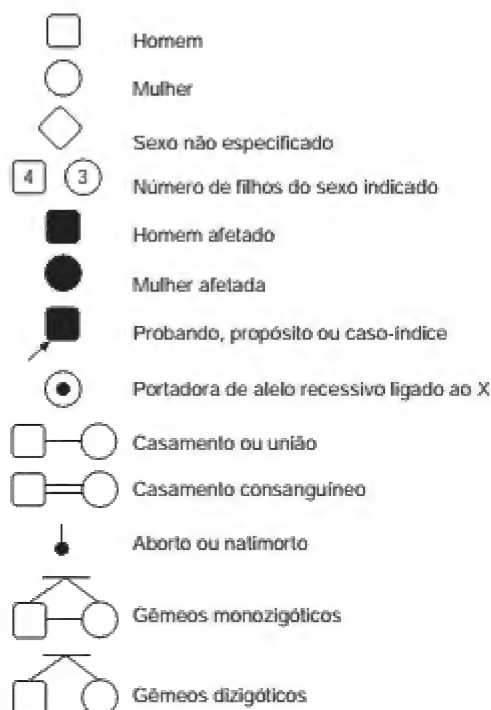 Homem
Mulher
Sexo não especificado
4 3 Número de filhos do sexo indicado
Homem afetado
Mulher afetada
Probando, propósito ou caso-índice
Portadora de alelo recessivo ligado ao X
Casamento ou união
Casamento consanguíneo
Aborto ou natimorto
Gêmeos monozigóticos
Gêmeos dizigóticos